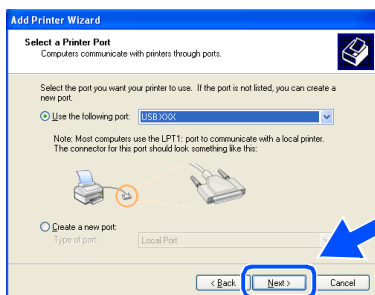 Add Printer Wizard
Select a Printer Port
Computers communicate with printers through ports.
Select the port you want your printer to use. If the port is not listed, you can create a
new port.
Use the following port: USBXXX
Note: Most computers use the LPT1: port to communicate with a local printer.
The connector for this port should look something like this:
Create a new port:
Type of port: Local Port
< Back Next > Cancel